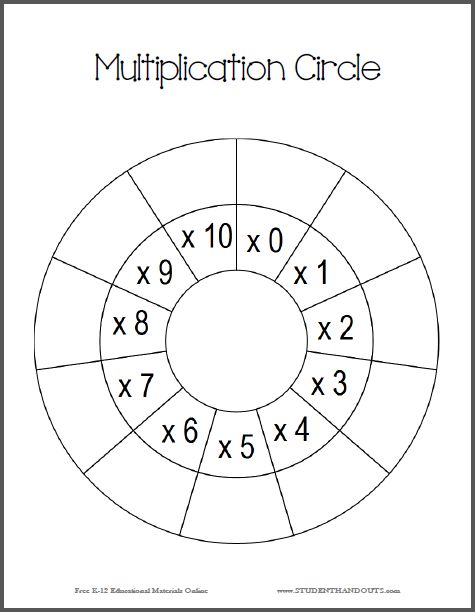 Multiplication Circle
x 0
x 1
x 2
x 3
x 4
x 5
x 6
x 7
x 8
x 9
x 10
Free K-12 Educational Materials Online
www.STUDENTHANDOUTS.com